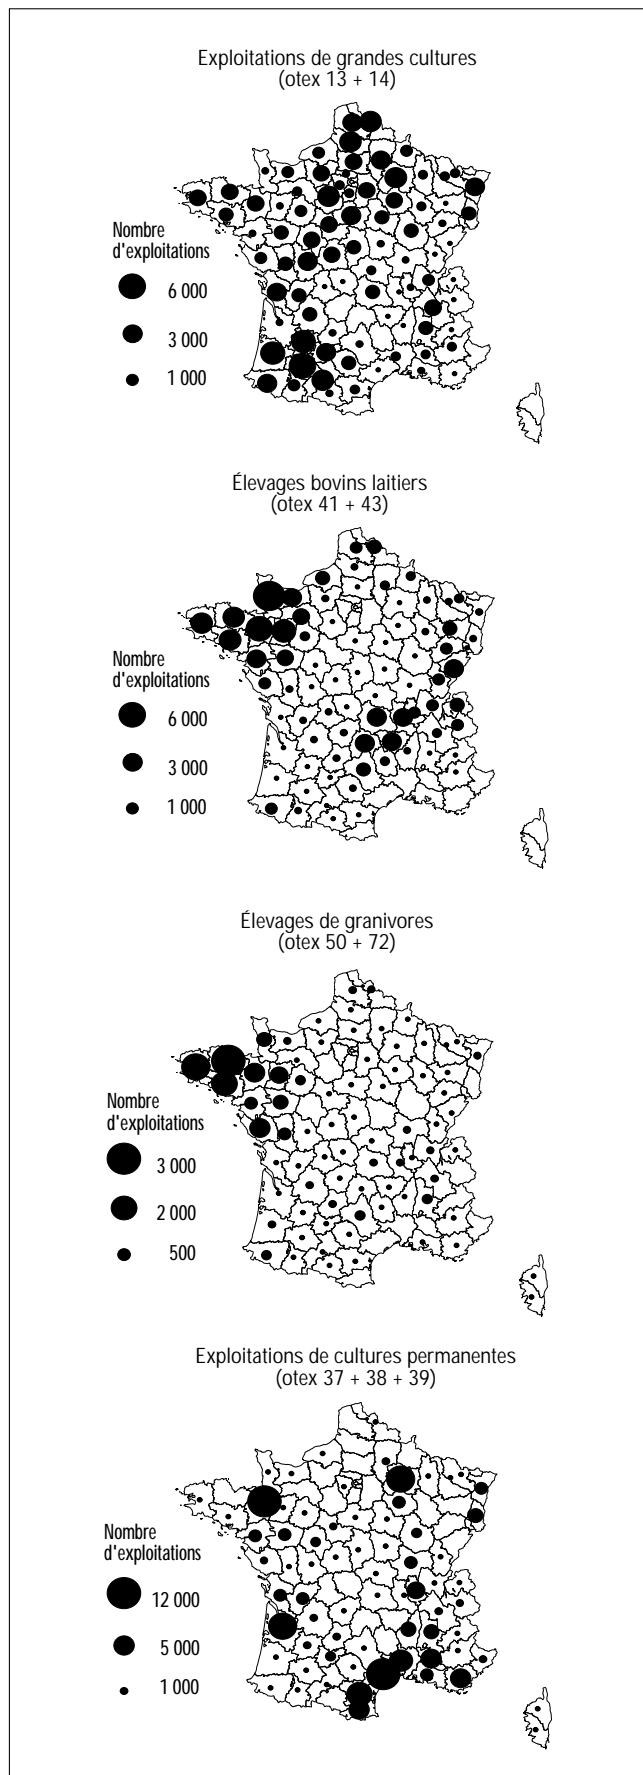 Exploitations de grandes cultures
(otex 13 + 14)
Nombre
d'exploitations
6 000
3 000
1 000
Élevages bovins laitiers
(otex 41 + 43)
Nombre
d'exploitations
6 000
3 000
1 000
Élevages de granivores
(otex 50 + 72)
Nombre
d'exploitations
3 000
2 000
500
Exploitations de cultures permanentes
(otex 37 + 38 + 39)
Nombre
d'exploitations
12 000
5 000
1 000